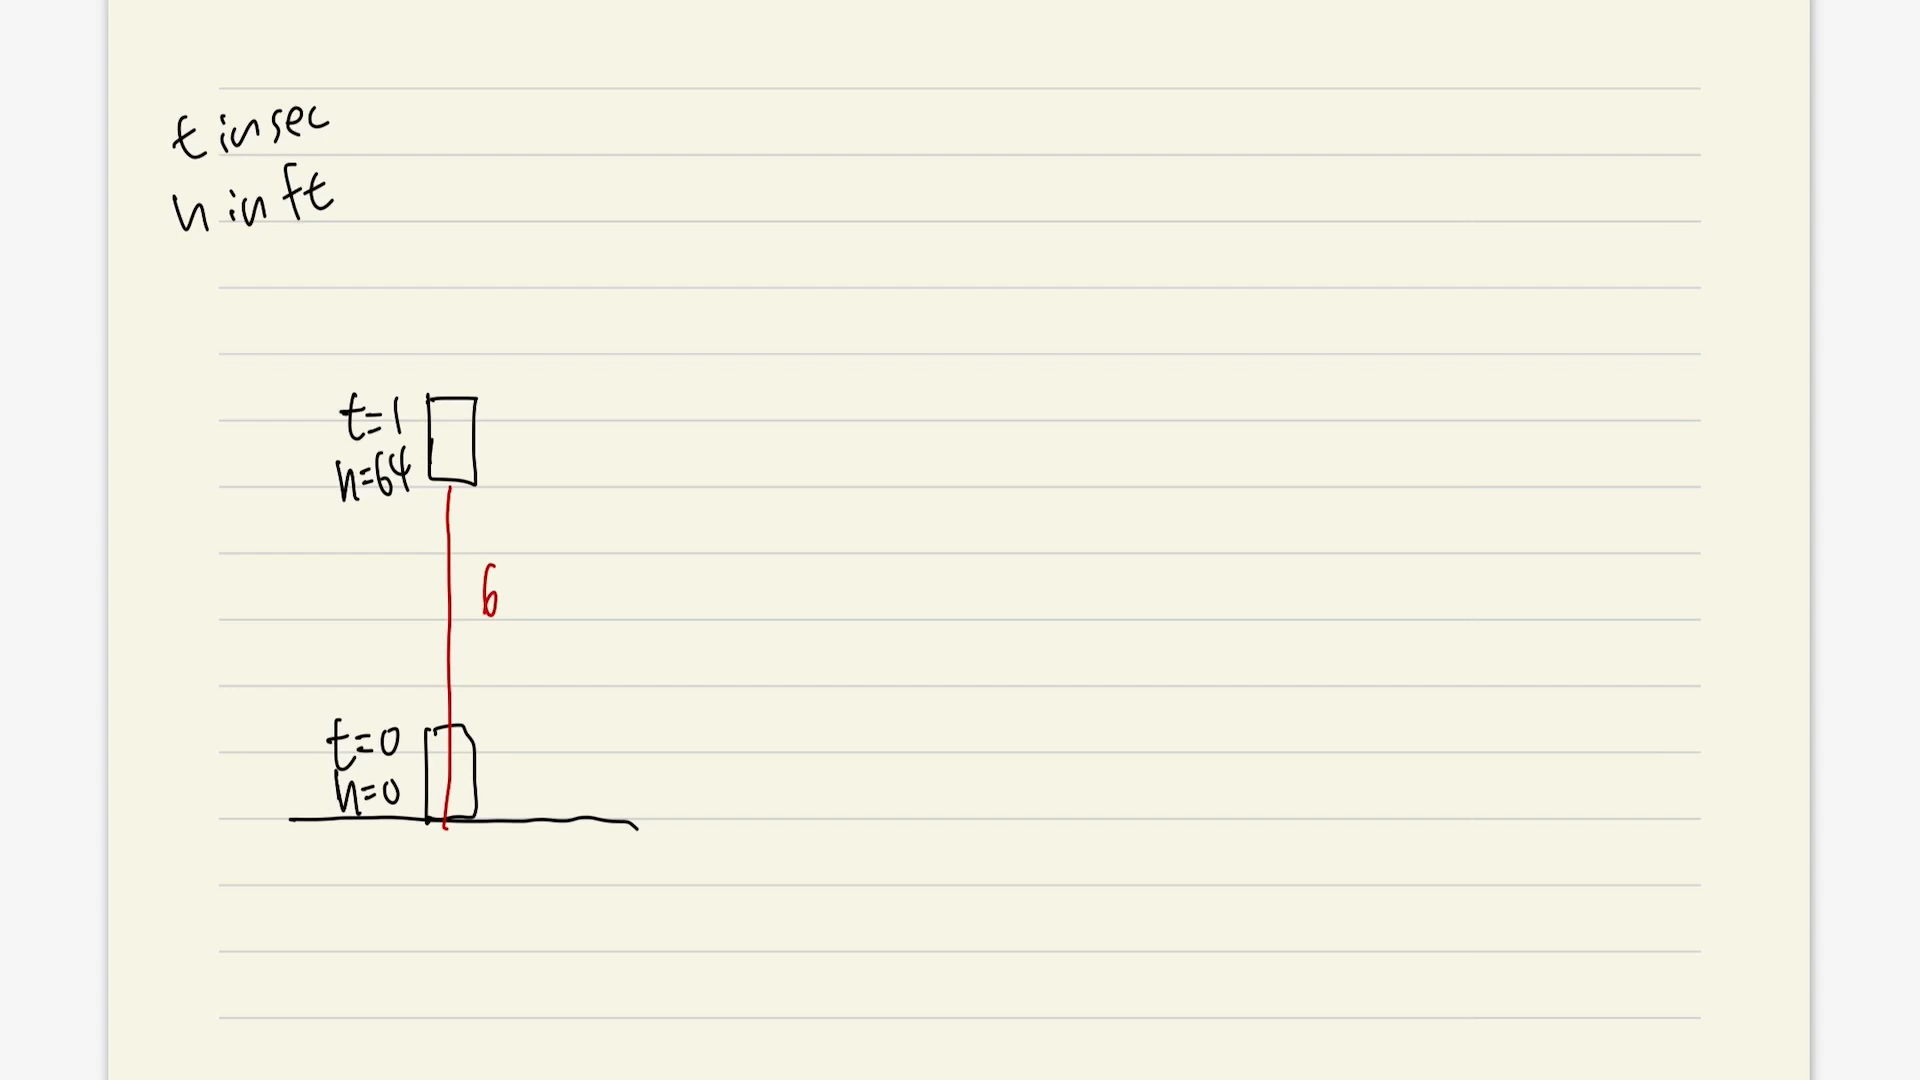 t in sec
h in ft
t=1
h=64
6
t=0
h=0